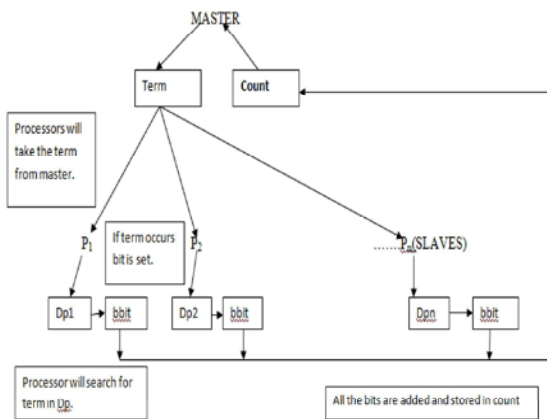 MASTER
Term
Count
Processors will
take the term
from master.
P1
If term occurs
bit is set.
P2
.......Pn(SLAVES)
Dp1
bbit
Dp2
bbit
Dpn
bbit
Processor will search for
term in Dp.
All the bits are added and stored in count